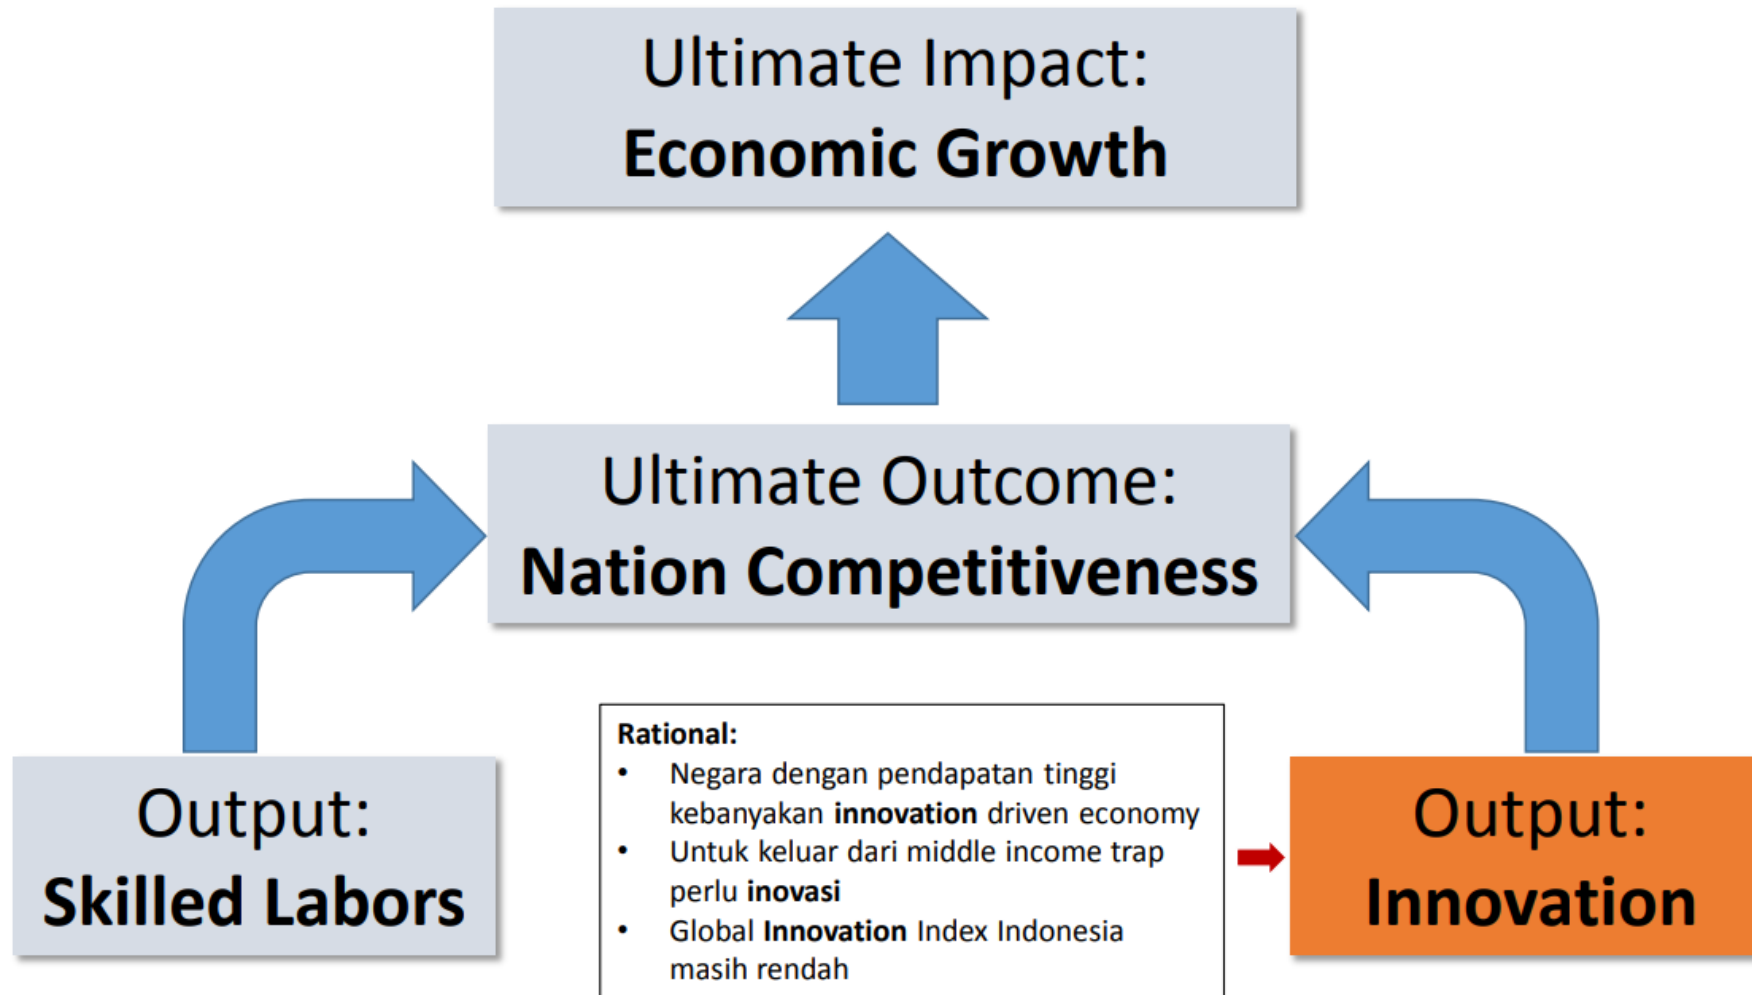 Ultimate Impact:
Economic Growth
Ultimate Outcome:
Nation Competitiveness
Output:
Skilled Labors
Rational:
• Negara dengan pendapatan tinggi
kebanyakan innovation driven economy
• Untuk keluar dari middle income trap
perlu inovasi
• Global Innovation Index Indonesia
masih rendah
Output:
Innovation